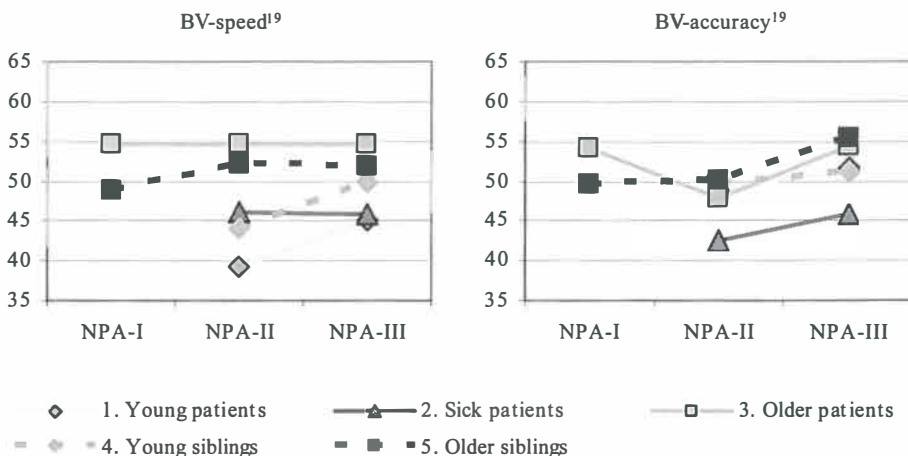 BV-speed¹⁹
65
60
55
50
45
40
35
NPA-I NPA-II NPA-III
BV-accuracy¹⁹
65
60
55
50
45
40
35
NPA-I NPA-II NPA-III
1. Young patients 2. Sick patients 3. Older patients
4. Young siblings 5. Older siblings